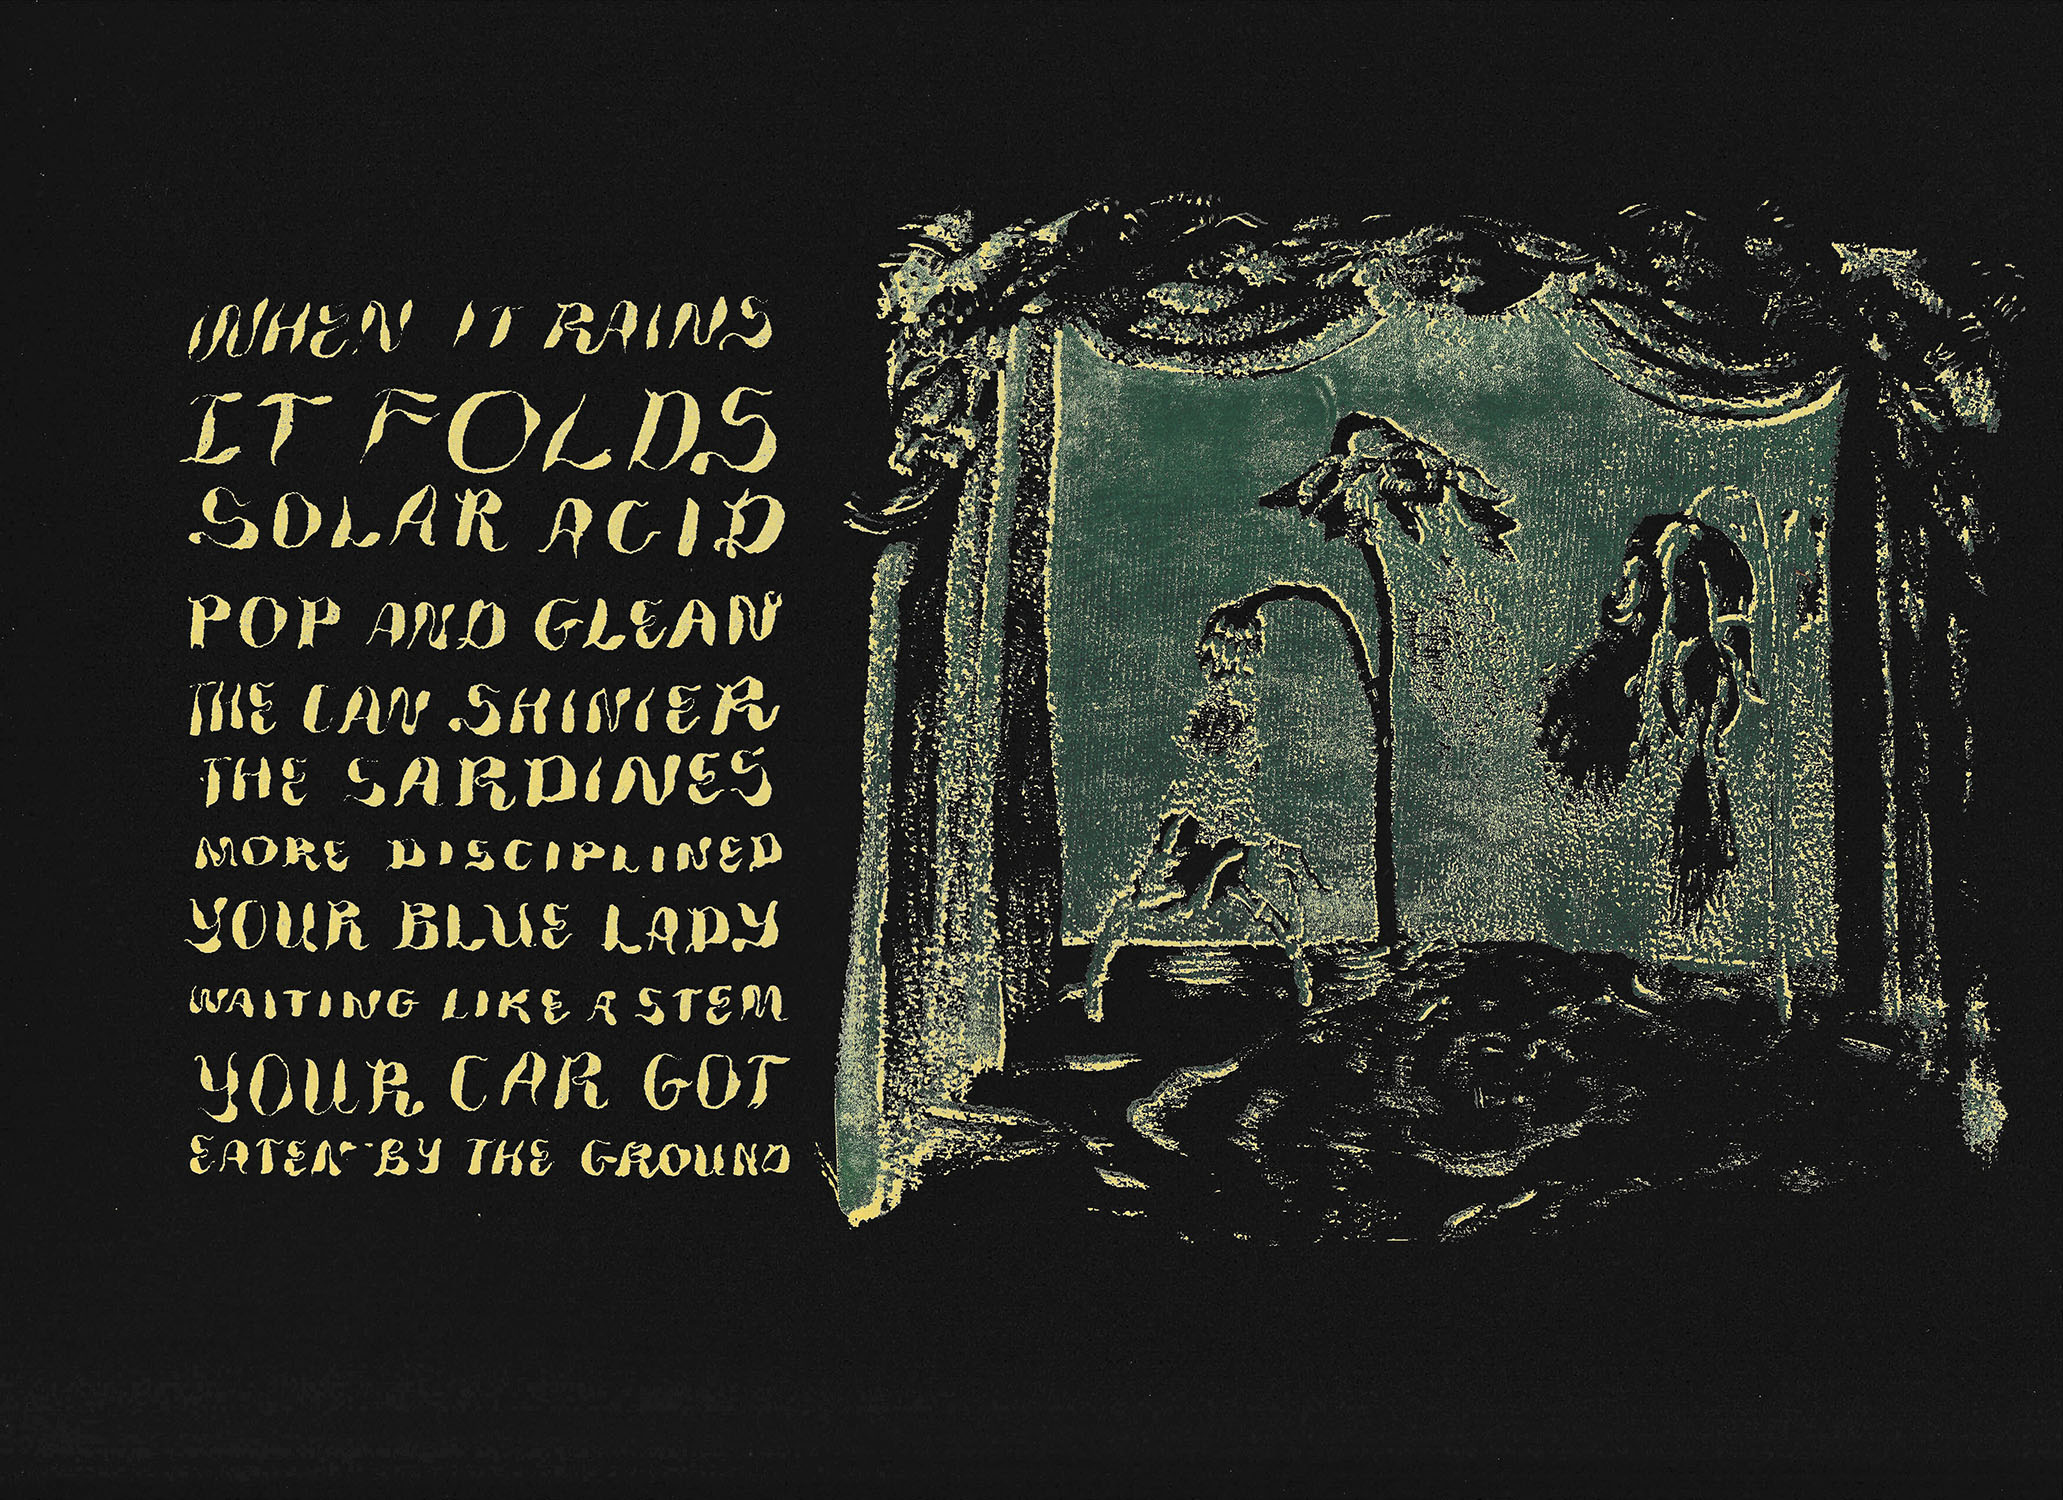 WHEN IT RAINS
IT FOLDS
SOLAR ACID
POP AND GLEAN
THE CAN SHINIER
THE SARDINES
MORE DISCIPLINED
YOUR BLUE LADY
WAITING LIKE A STEM
YOUR CAR GOT
EATEN BY THE GROUND